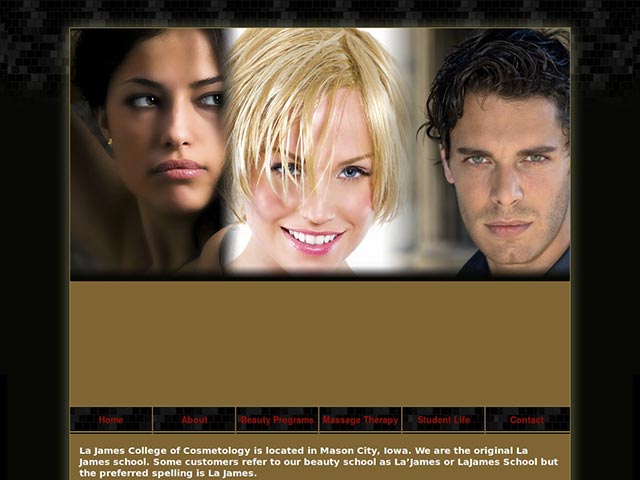 Home About Beauty Programs Massage Therapy Student Life Contact
La James College of Cosmetology is located in Mason City, Iowa. We are the original La
James school. Some customers refer to our beauty school as La'James or LaJames School but
the preferred spelling is La James.